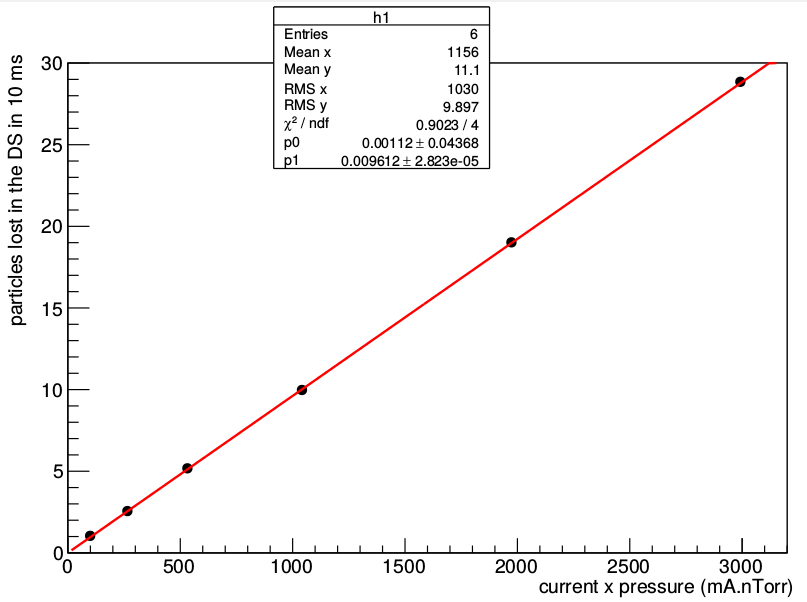 h1
Entries 6
Mean x 1156
Mean y 11.1
RMS x 1030
RMS y 9.897
χ² / ndf 0.9023 / 4
p0 0.00112 ± 0.04368
p1 0.009612 ± 2.823e-05
particles lost in the DS in 10 ms
30
25
20
15
10
5
0
0 500 1000 1500 2000 2500 3000
current x pressure (mA.nTorr)